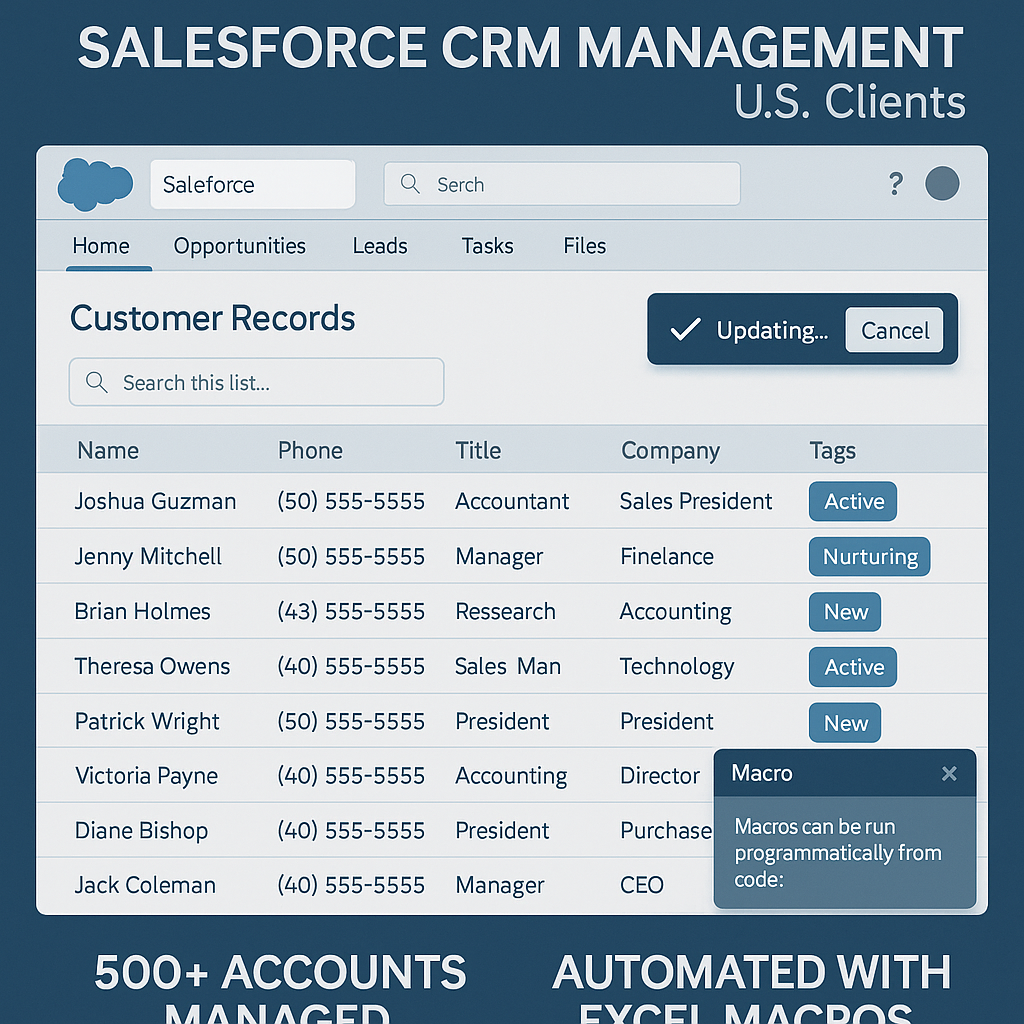 SALESFORCE CRM MANAGEMENT
U.S. Clients
Saleforce Serch ?
Home Opportunities Leads Tasks Files
Customer Records
Updating... Cancel
Search this list...
Name Phone Title Company Tags
Joshua Guzman (50) 555-5555 Accountant Sales President Active
Jenny Mitchell (50) 555-5555 Manager Finelance Nurturing
Brian Holmes (43) 555-5555 Ressearch Accounting New
Theresa Owens (40) 555-5555 Sales Man Technology Active
Patrick Wright (50) 555-5555 President President New
Victoria Payne (40) 555-5555 Accounting Director
Diane Bishop (40) 555-5555 President Purchase
Jack Coleman (40) 555-5555 Manager CEO
Macro
Macros can be run
programmatically from
code:
500+ ACCOUNTS
MANAGED
AUTOMATED WITH
EXCEL MACROS